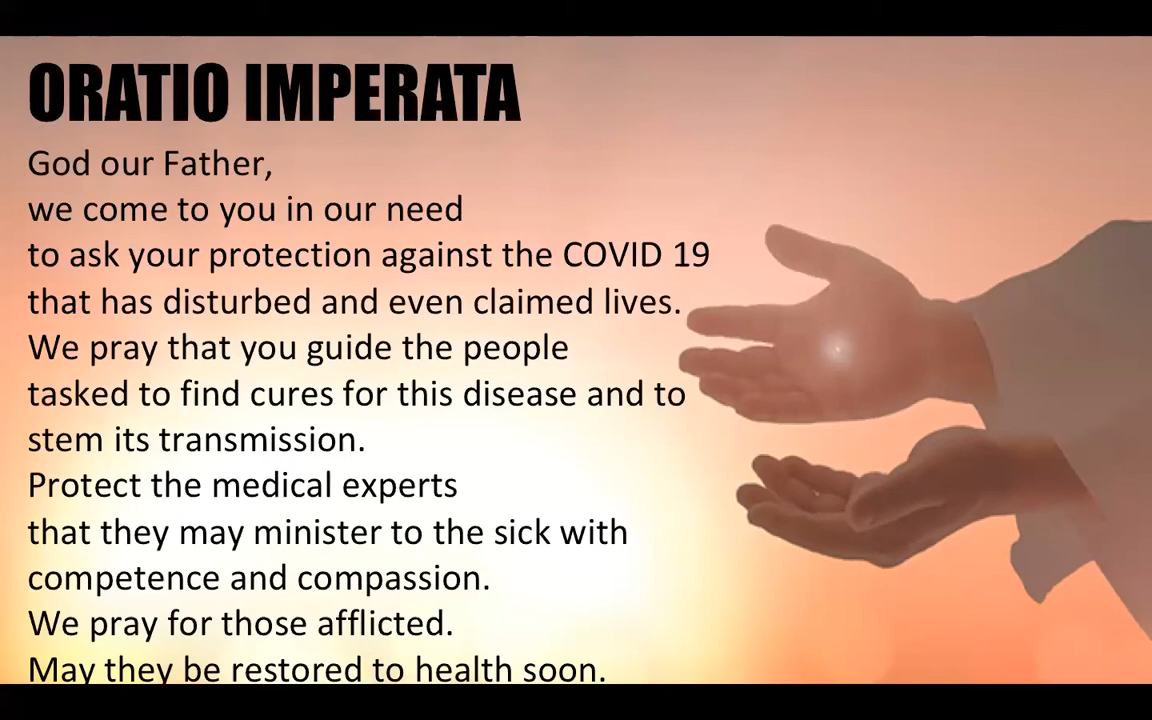 ORATIO IMPERATA
God our Father,
we come to you in our need
to ask your protection against the COVID 19
that has disturbed and even claimed lives.
We pray that you guide the people
tasked to find cures for this disease and to
stem its transmission.
Protect the medical experts
that they may minister to the sick with
competence and compassion.
We pray for those afflicted.
May they be restored to health soon.